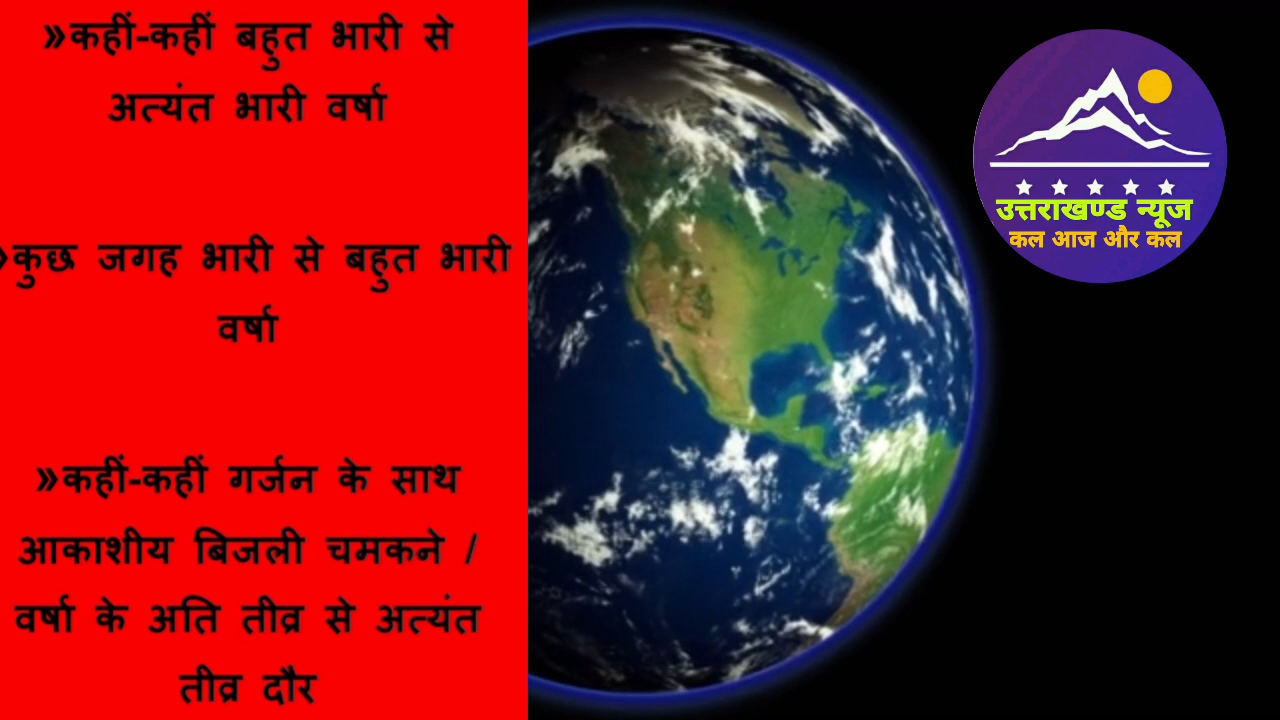 »कहीं-कहीं बहुत भारी से
अत्यंत भारी वर्षा
»कुछ जगह भारी से बहुत भारी
वर्षा
»कहीं-कहीं गर्जन के साथ
आकाशीय बिजली चमकने /
वर्षा के अति तीव्र से अत्यंत
तीव्र दौर
उत्तराखण्ड न्यूज
कल आज और कल